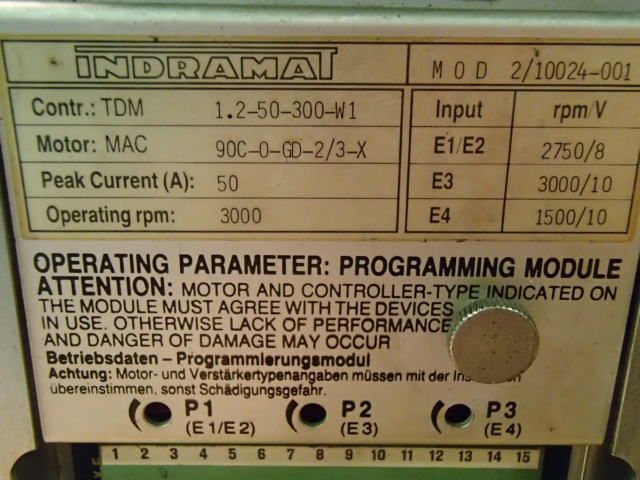 INDRAMAT MOD 2/10024-001
Contr.: TDM 1.2-50-300-W1 Input rpm/V
Motor: MAC 90C-0-GD-2/3-X E1/E2 2750/8
Peak Current (A): 50 E3 3000/10
Operating rpm: 3000 E4 1500/10
OPERATING PARAMETER: PROGRAMMING MODULE
ATTENTION: MOTOR AND CONTROLLER-TYPE INDICATED ON
THE MODULE MUST AGREE WITH THE DEVICES
IN USE. OTHERWISE LACK OF PERFORMANCE
AND DANGER OF DAMAGE MAY OCCUR
Betriebsdaten – Programmierungsmodul
Achtung: Motor- und Verstärkertypenangaben müssen mit der
übereinstimmen, sonst Schädigungsgefahr.
P1 P2 P3
(E1/E2) (E3) (E4)
1 2 3 4 5 6 7 8 9 10 11 12 13 14 15